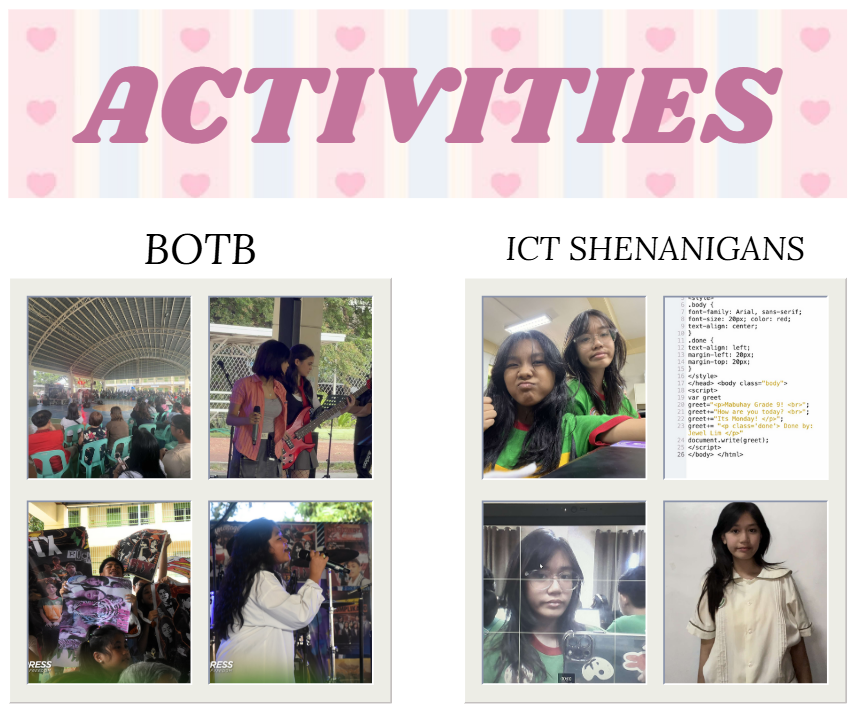 ACTIVITIES
BOTB
ICT SHENANIGANS
5 <style>
6 .body {
7 font-family: Arial, sans-serif;
8 font-size: 20px; color: red;
9 text-align: center;
10 }
11 .done {
12 text-align: left;
13 margin-left: 20px;
14 margin-top: 20px;
15 }
16 </style>
17 </head> <body class="body">
18 <script>
19 var greet
20 greet="<p>Mabuhay Grade 9! <br>";
21 greet+="How are you today? <br>";
22 greet+="Its Monday! </p>";
23 greet+= "<p class='done'> Done by:
Jewel Lim </p>"
24 document.write(greet);
25 </script>
26 </body> </html>
RESS
RESS